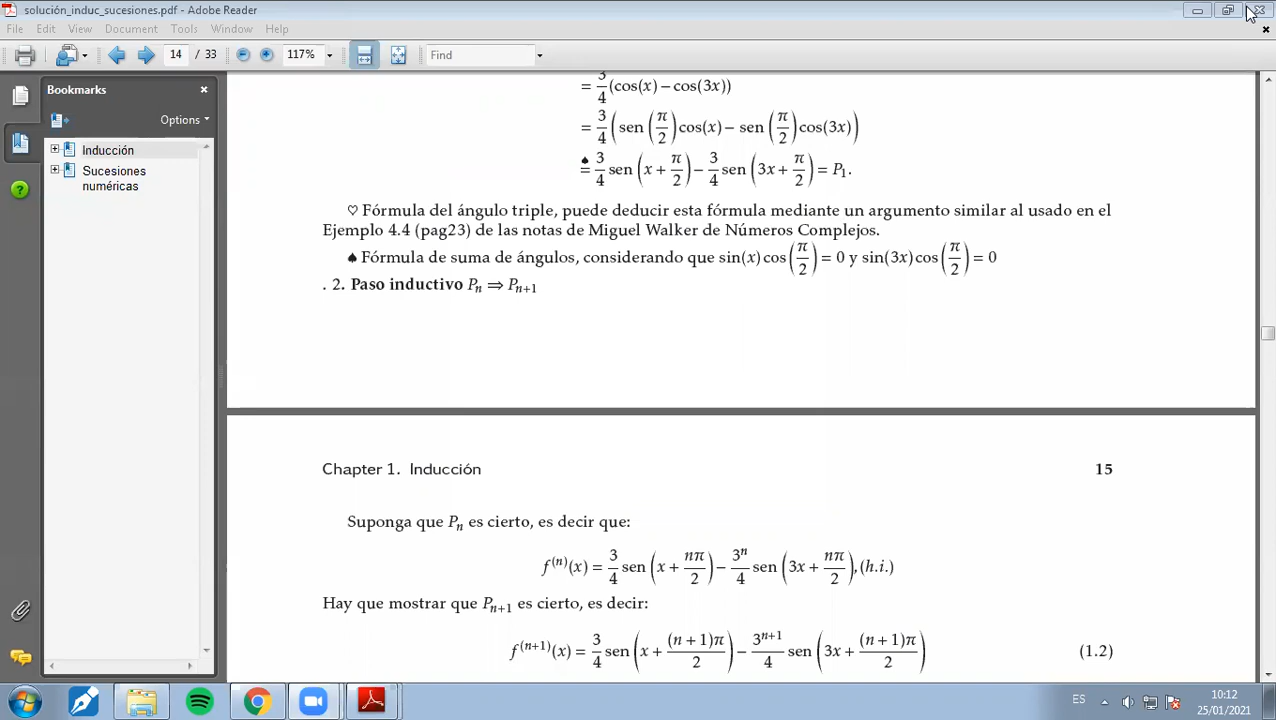 solución_induc_sucesiones.pdf - Adobe Reader
File Edit View Document Tools Window Help
14 / 33 117% Find
Bookmarks
Options
Inducción
Sucesiones numéricas
= 3/4 (cos(x) − cos(3x))
= 3/4 ( sen (π/2) cos(x) − sen (π/2) cos(3x) )
♠= 3/4 sen (x + π/2) − 3/4 sen (3x + π/2) = P₁.
♡ Fórmula del ángulo triple, puede deducir esta fórmula mediante un argumento similar al usado en el
Ejemplo 4.4 (pag23) de las notas de Miguel Walker de Números Complejos.
♠ Fórmula de suma de ángulos, considerando que sin(x) cos (π/2) = 0 y sin(3x) cos (π/2) = 0
. 2. Paso inductivo Pₙ ⇒ Pₙ₊₁
Chapter 1. Inducción 15
Suponga que Pₙ es cierto, es decir que:
f⁽ⁿ⁾(x) = 3/4 sen (x + nπ/2) − 3ⁿ/4 sen (3x + nπ/2), (h.i.)
Hay que mostrar que Pₙ₊₁ es cierto, es decir:
f⁽ⁿ⁺¹⁾(x) = 3/4 sen (x + (n + 1)π/2) − 3ⁿ⁺¹/4 sen (3x + (n + 1)π/2) (1.2)
ES
10:12
25/01/2021